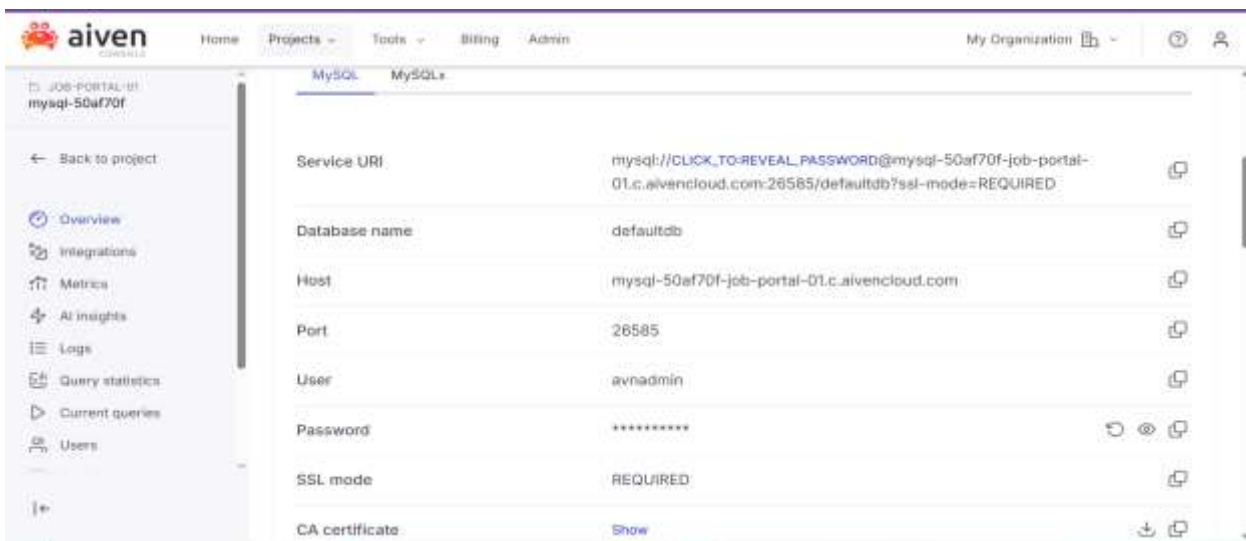 aiven
CONSOLE
Home
Projects
Tools
Billing
Admin
My Organization
JOB-PORTAL-01
mysql-50af70f
Back to project
Overview
Integrations
Metrics
AI insights
Logs
Query statistics
Current queries
Users
MySQL
MySQLx
Service URI
mysql://CLICK_TO:REVEAL_PASSWORD@mysql-50af70f-job-portal-
01.c.aivencloud.com:26585/defaultdb?ssl-mode=REQUIRED
Database name
defaultdb
Host
mysql-50af70f-job-portal-01.c.aivencloud.com
Port
26585
User
avnadmin
Password
**********
SSL mode
REQUIRED
CA certificate
Show